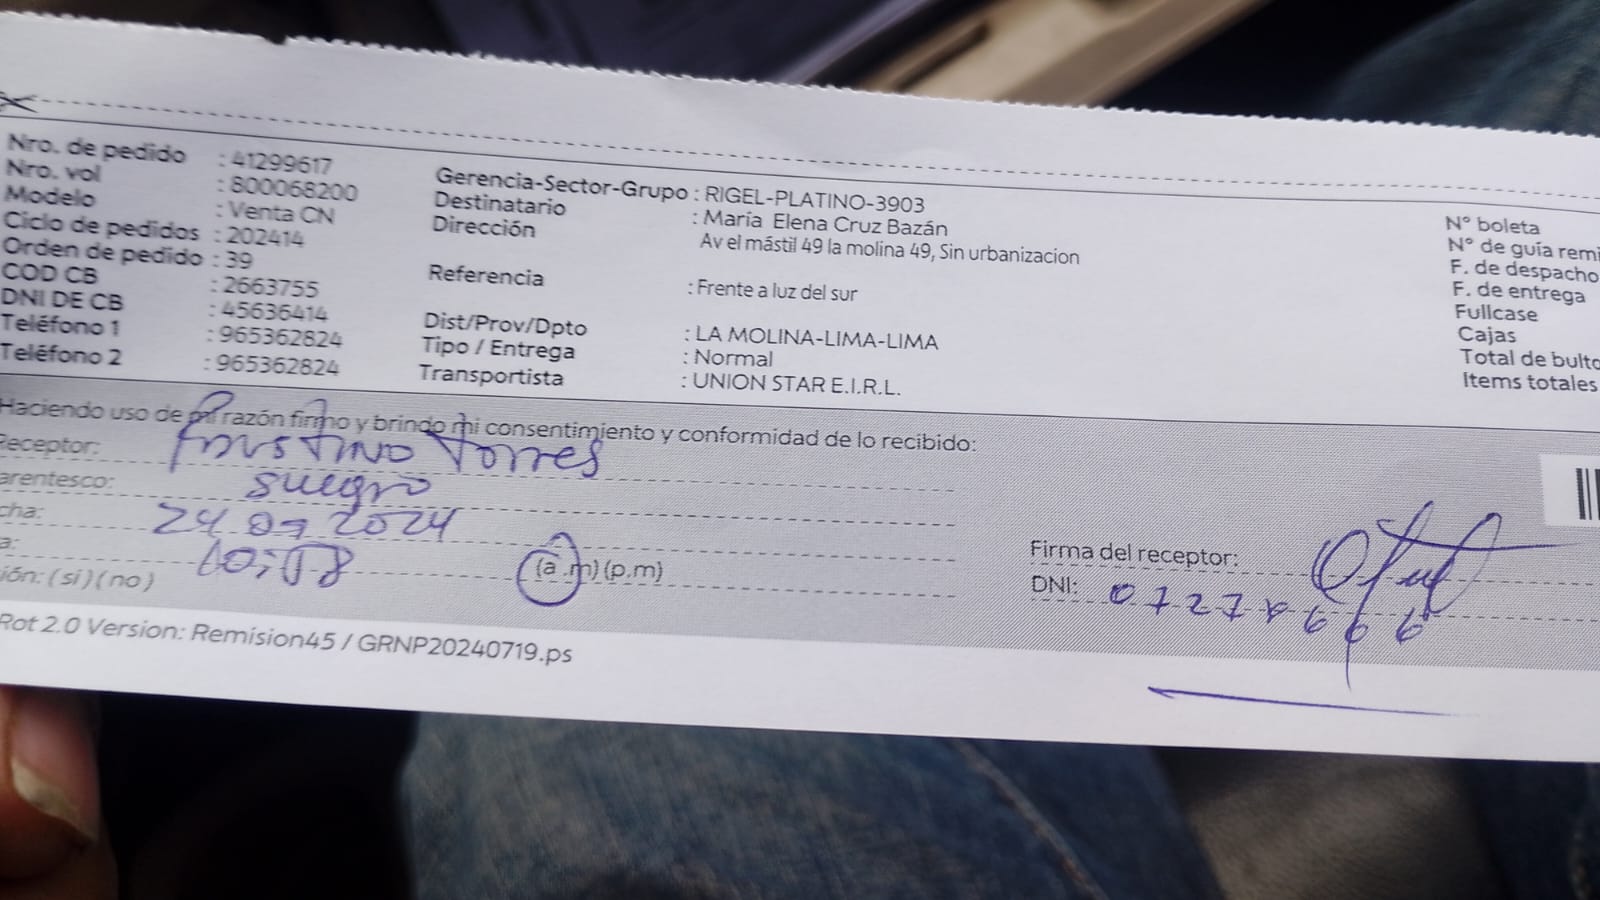 Nro. de pedido : 41299617
Nro. vol : 800068200
Modelo : Venta CN
Ciclo de pedidos : 202414
Orden de pedido : 39
COD CB : 2663755
DNI DE CB : 45636414
Teléfono 1 : 965362824
Teléfono 2 : 965362824
Gerencia-Sector-Grupo : RIGEL-PLATINO-3903
Destinatario : María Elena Cruz Bazán
Dirección Av el mástil 49 la molina 49, Sin urbanizacion
Referencia : Frente a luz del sur
Dist/Prov/Dpto : LA MOLINA-LIMA-LIMA
Tipo / Entrega : Normal
Transportista : UNION STAR E.I.R.L.
N° boleta
N° de guía remi
F. de despacho
F. de entrega
Fullcase
Cajas
Total de bulto
Items totales
Haciendo uso de mi razón firmo y brindo mi consentimiento y conformidad de lo recibido:
Receptor: Faustino Torres
arentesco: suegro
cha: 24 07 2024
a: (a.m) (p.m)
ión: (si) (no)
Firma del receptor:
DNI:
Rot 2.0 Version: Remision45 / GRNP20240719.ps